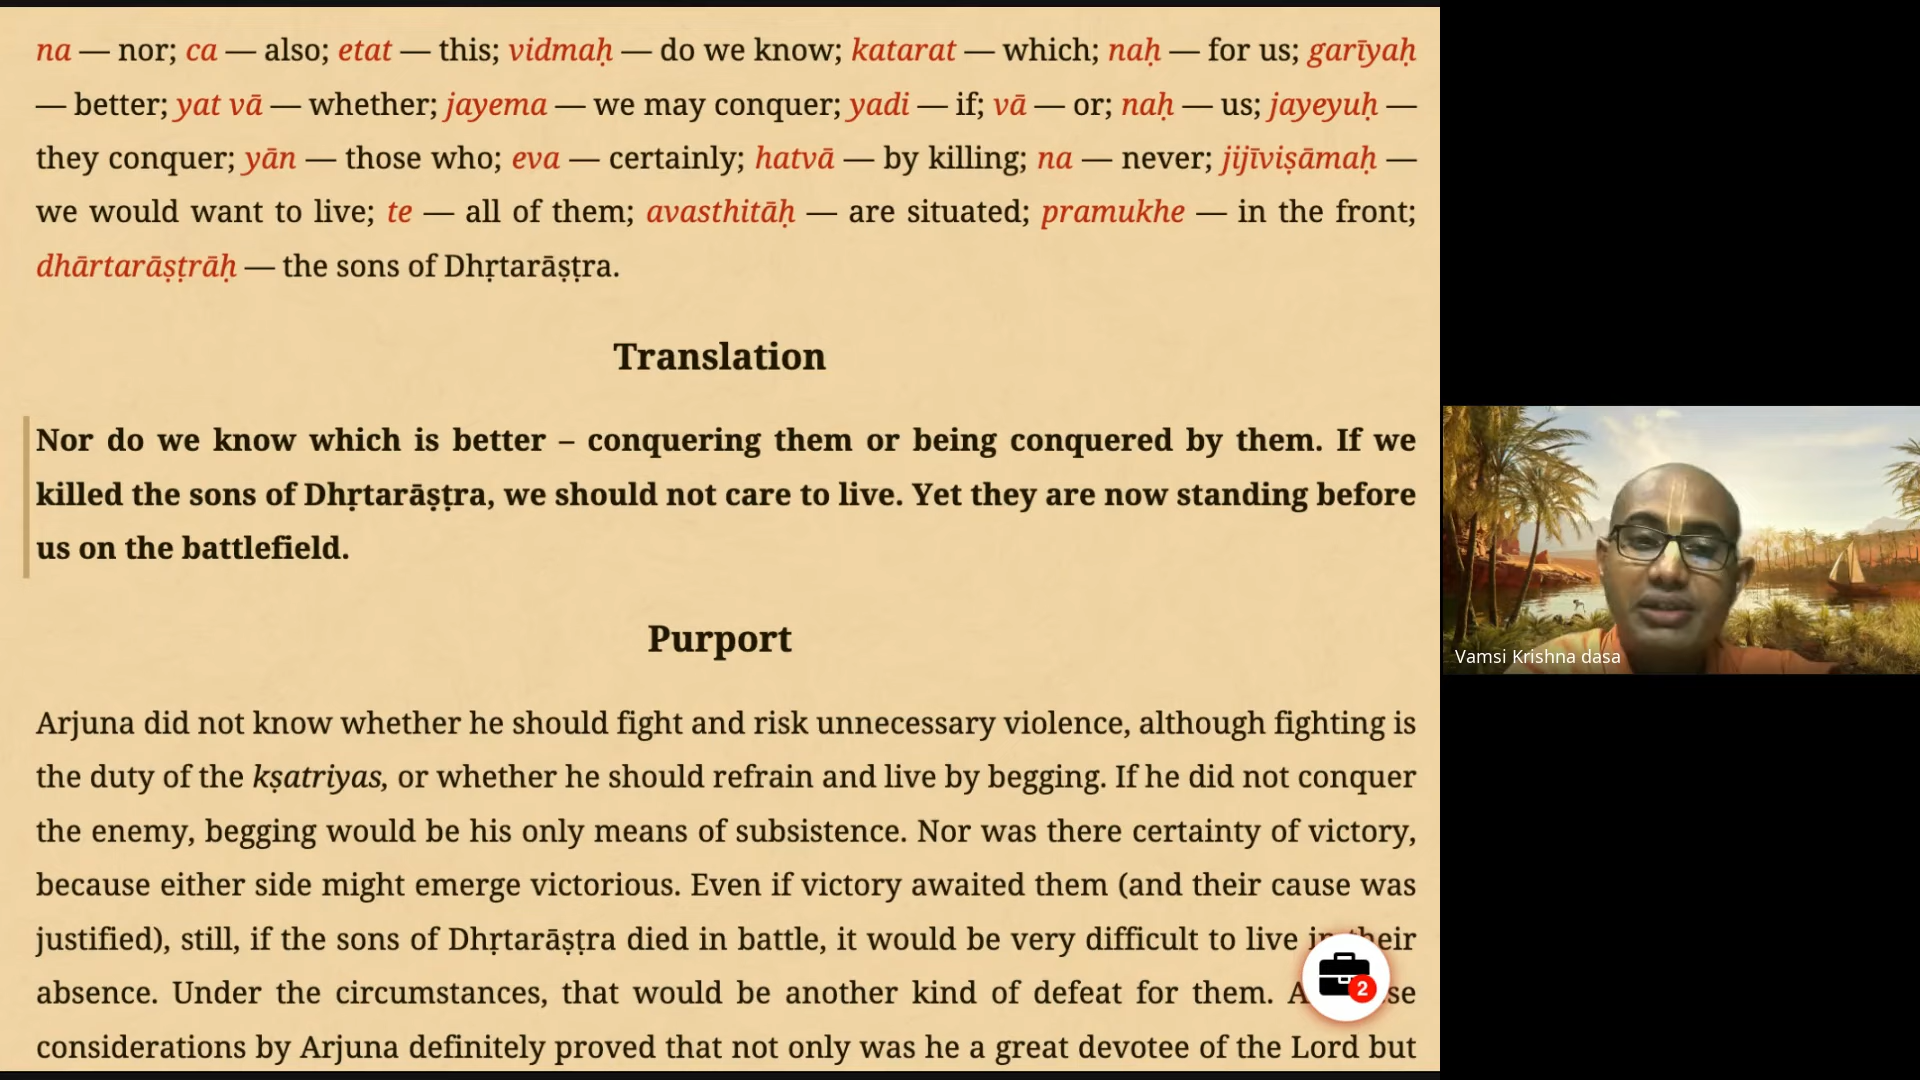 na — nor; ca — also; etat — this; vidmaḥ — do we know; katarat — which; naḥ — for us; garīyaḥ
— better; yat vā — whether; jayema — we may conquer; yadi — if; vā — or; naḥ — us; jayeyuḥ —
they conquer; yān — those who; eva — certainly; hatvā — by killing; na — never; jijīviṣāmaḥ —
we would want to live; te — all of them; avasthitāḥ — are situated; pramukhe — in the front;
dhārtarāṣṭrāḥ — the sons of Dhṛtarāṣṭra.
Translation
Nor do we know which is better – conquering them or being conquered by them. If we
killed the sons of Dhṛtarāṣṭra, we should not care to live. Yet they are now standing before
us on the battlefield.
Purport
Arjuna did not know whether he should fight and risk unnecessary violence, although fighting is
the duty of the kṣatriyas, or whether he should refrain and live by begging. If he did not conquer
the enemy, begging would be his only means of subsistence. Nor was there certainty of victory,
because either side might emerge victorious. Even if victory awaited them (and their cause was
justified), still, if the sons of Dhṛtarāṣṭra died in battle, it would be very difficult to live in their
absence. Under the circumstances, that would be another kind of defeat for them.
considerations by Arjuna definitely proved that not only was he a great devotee of the Lord but
2
Vamsi Krishna dasa